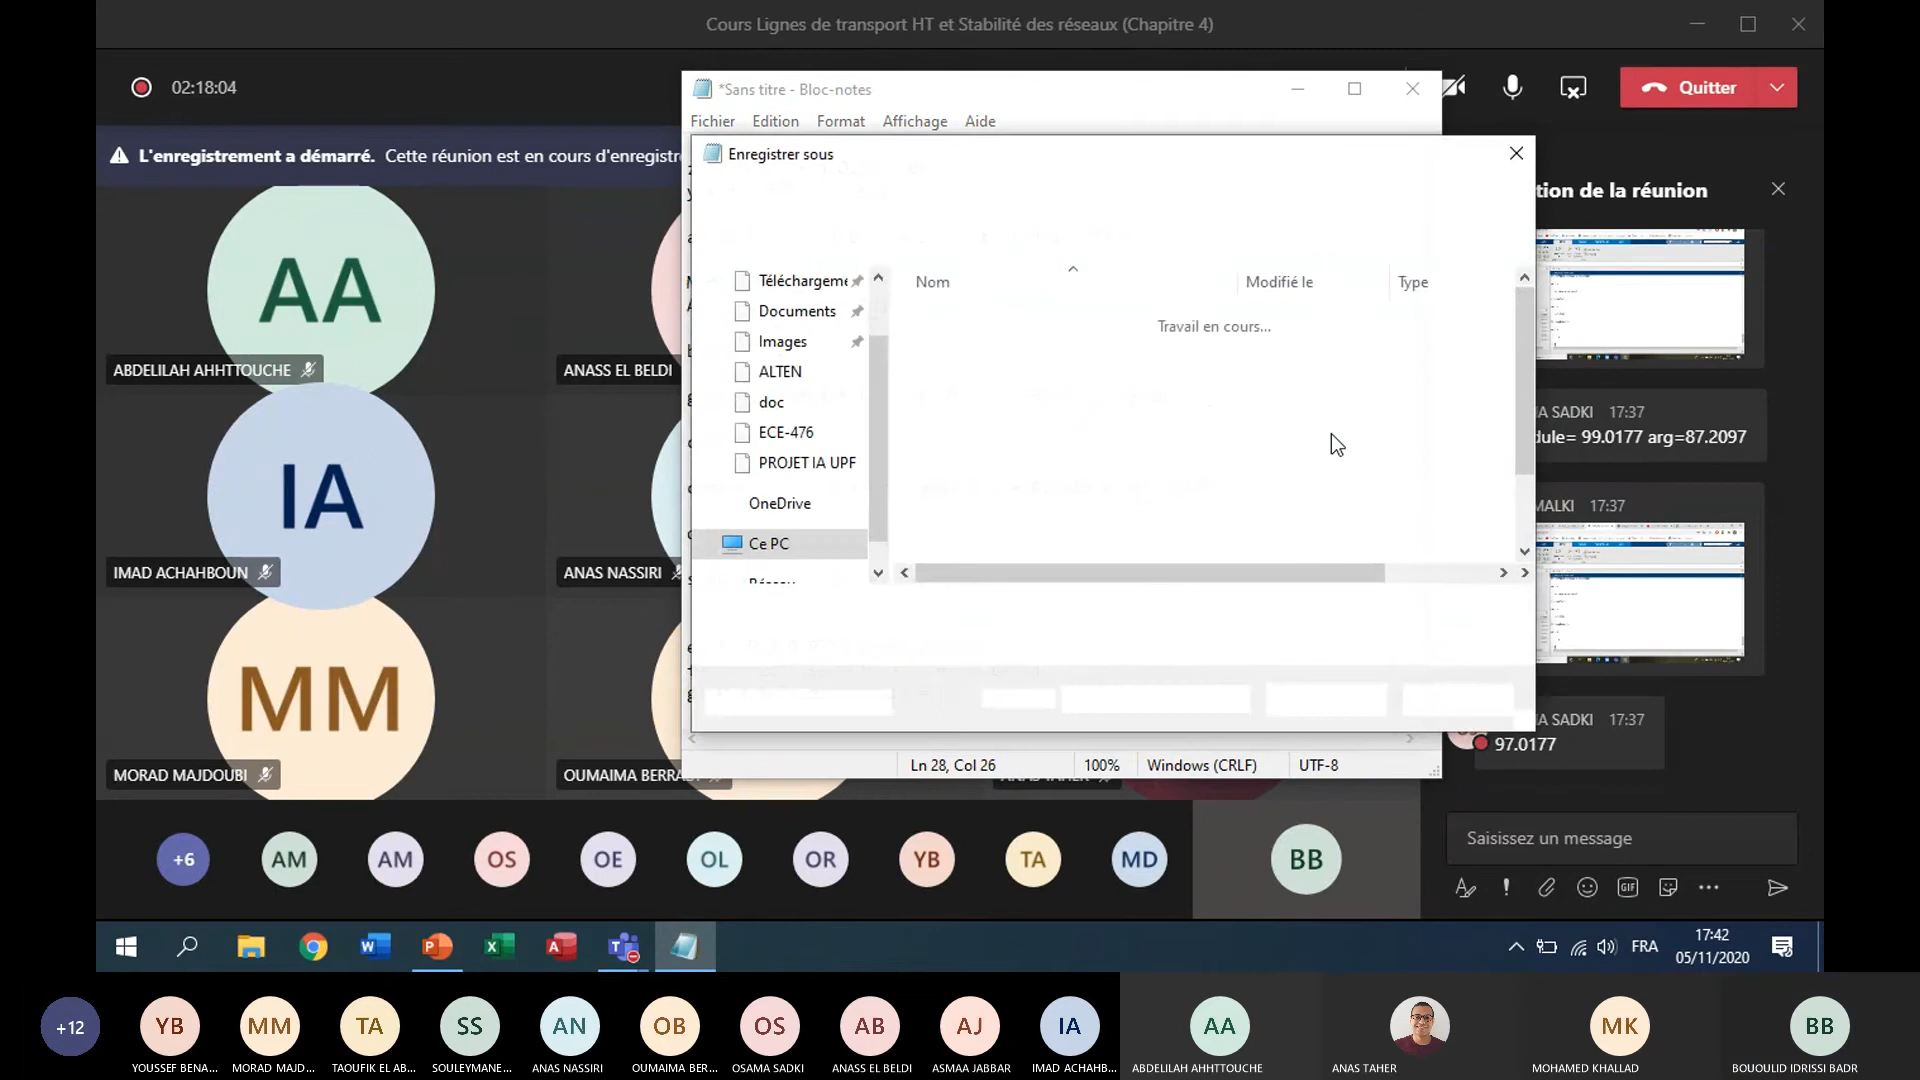 Cours Lignes de transport HT et Stabilité des réseaux (Chapitre 4)
02:18:04
Quitter
L'enregistrement a démarré. Cette réunion est en cours d'enregistr
*Sans titre - Bloc-notes
Fichier Edition Format Affichage Aide
Enregistrer sous
Nom Modifié le Type
Travail en cours...
Téléchargeme
Documents
Images
ALTEN
doc
ECE-476
PROJET IA UPF
OneDrive
Ce PC
Ln 28, Col 26 100% Windows (CRLF) UTF-8
AA
ABDELILAH AHHTTOUCHE
ANASS EL BELDI
IA
IMAD ACHAHBOUN
ANAS NASSIRI
MM
MORAD MAJDOUBI
OUMAIMA BERRA
tion de la réunion
A SADKI 17:37
dule= 99.0177 arg=87.2097
MALKI 17:37
A SADKI 17:37
97.0177
Saisissez un message
GIF
+6 AM AM OS OE OL OR YB TA MD BB
FRA
17:42
05/11/2020
+12 YB MM TA SS AN OB OS AB AJ IA AA MK BB
YOUSSEF BENA... MORAD MAJD... TAOUFIK EL AB... SOULEYMANE... ANAS NASSIRI OUMAIMA BER... OSAMA SADKI ANASS EL BELDI ASMAA JABBAR IMAD ACHAHB... ABDELILAH AHHTTOUCHE ANAS TAHER MOHAMED KHALLAD BOUOULID IDRISSI BADR